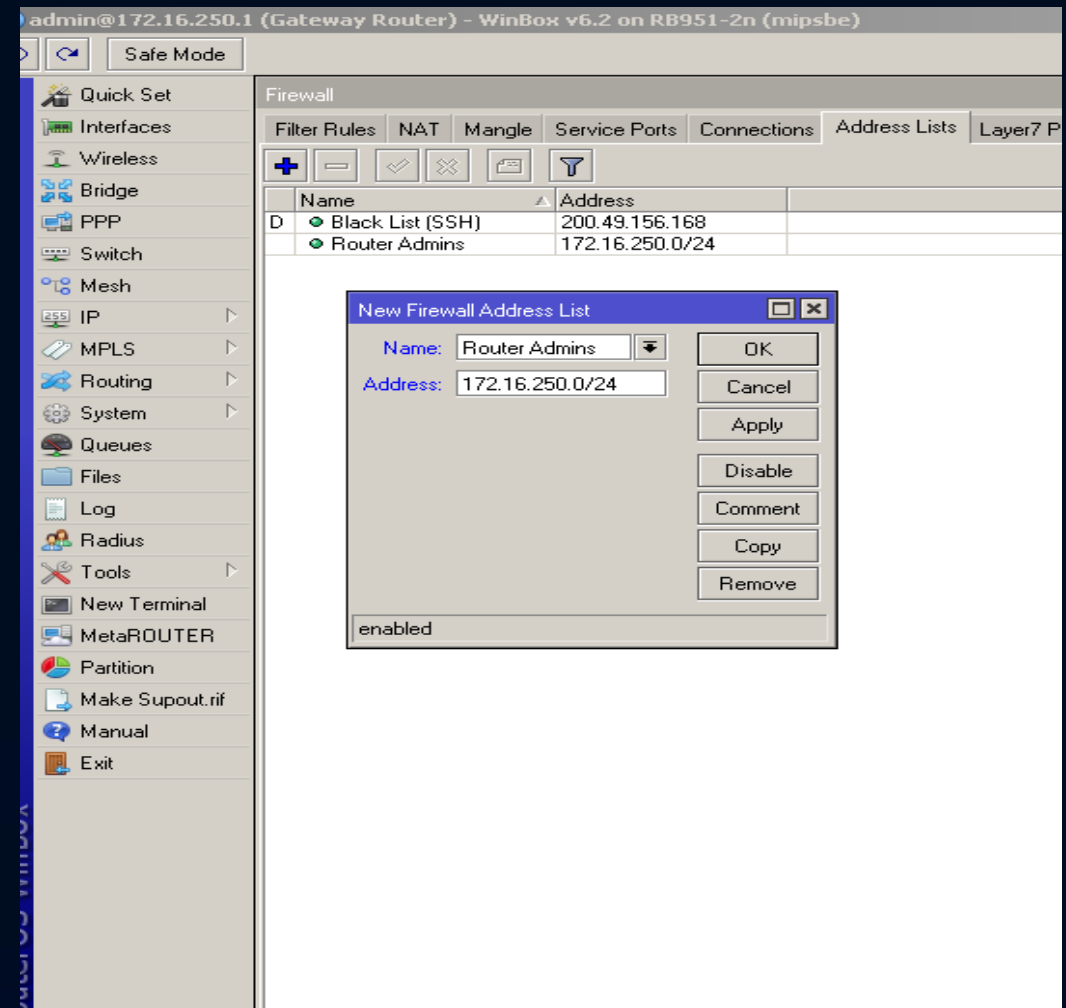 admin@172.16.250.1 (Gateway Router) - WinBox v6.2 on RB951-2n (mipsbe)
Safe Mode
Quick Set
Interfaces
Wireless
Bridge
PPP
Switch
Mesh
255 IP
MPLS
Routing
System
Queues
Files
Log
Radius
Tools
New Terminal
MetaROUTER
Partition
Make Supout.rif
Manual
Exit
Firewall
Filter Rules NAT Mangle Service Ports Connections Address Lists Layer7 P
Name Address
D Black List (SSH) 200.49.156.168
Router Admins 172.16.250.0/24
New Firewall Address List
Name: Router Admins
Address: 172.16.250.0/24
OK
Cancel
Apply
Disable
Comment
Copy
Remove
enabled